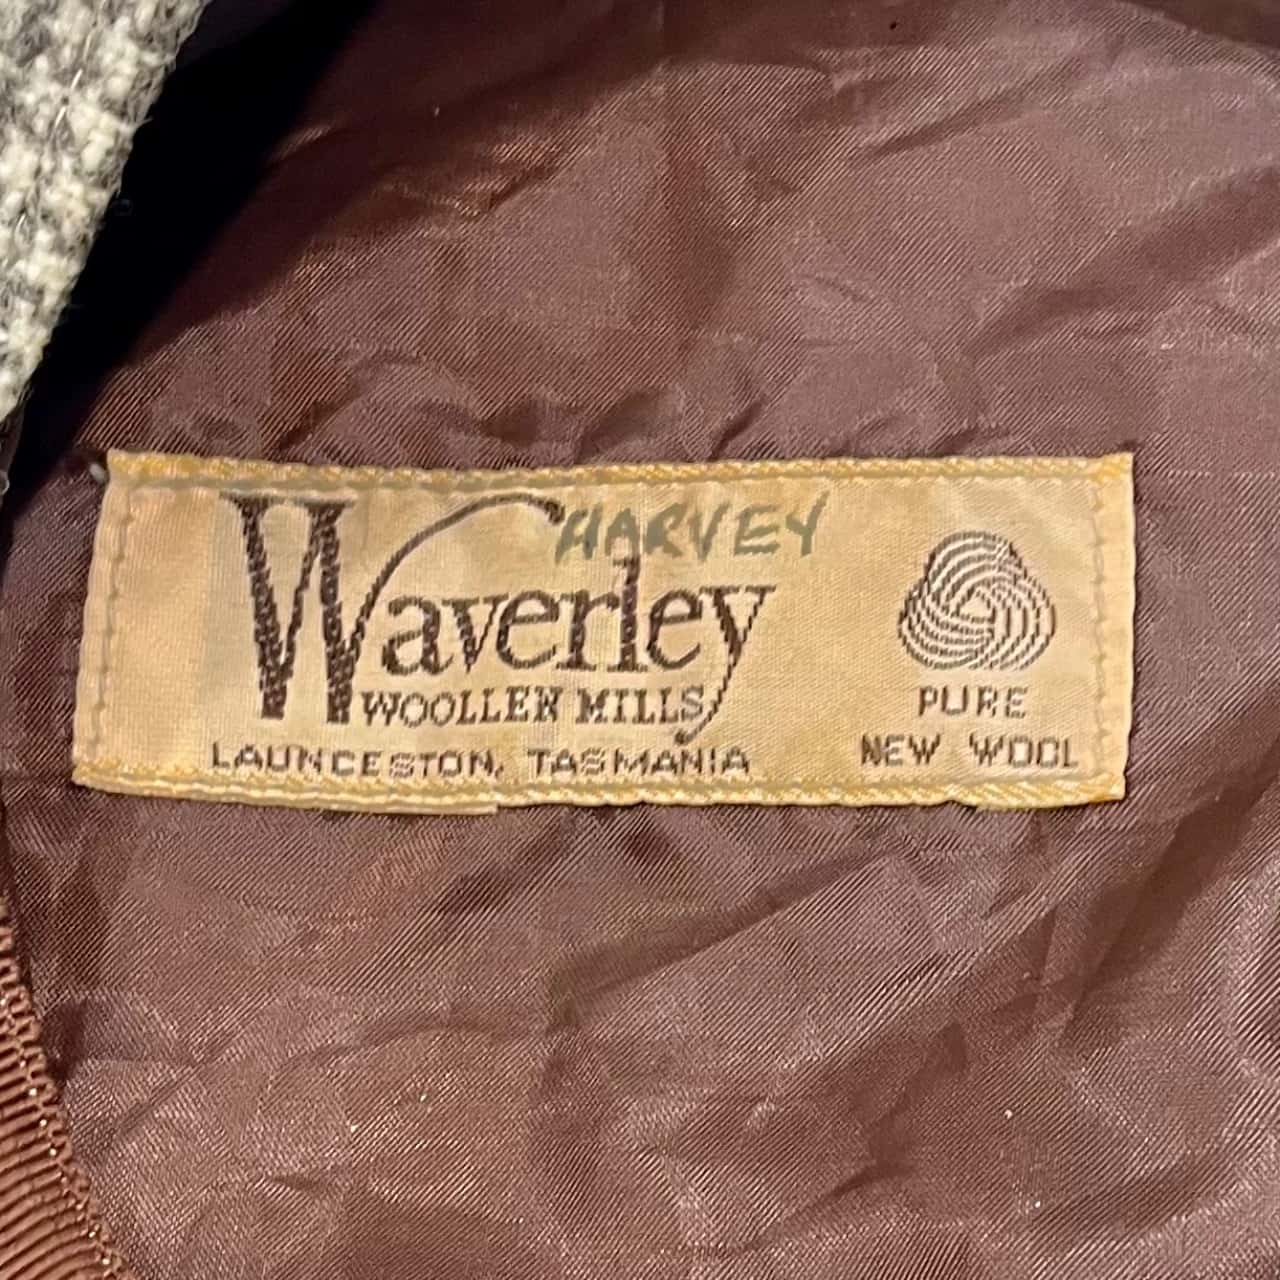 HARVEY
Waverley
WOOLLEN MILLS
LAUNCESTON, TASMANIA
PURE
NEW WOOL